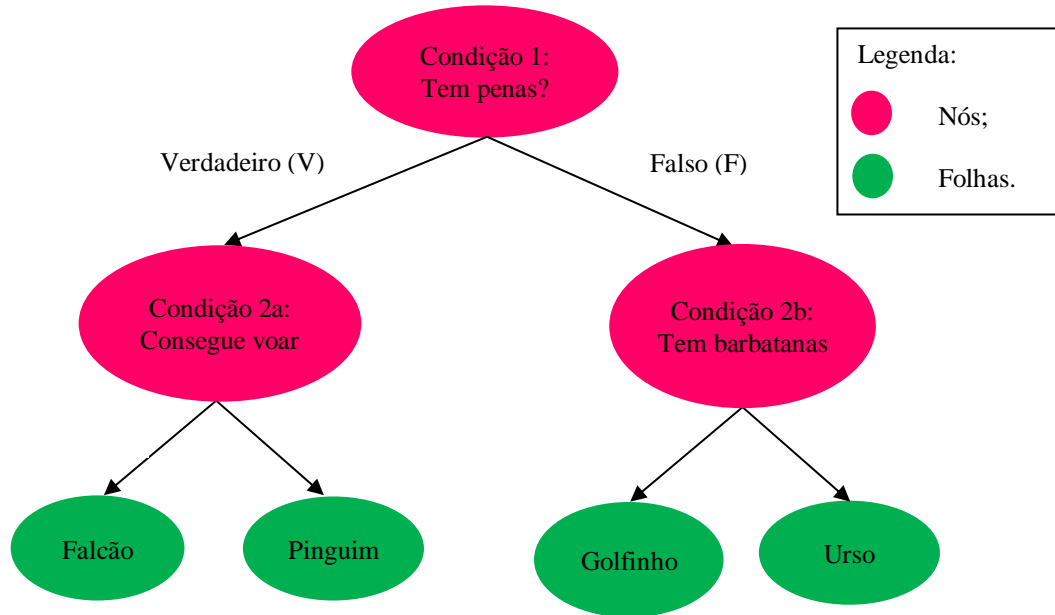 Condição 1:
Tem penas?
Legenda:
Nós;
Folhas.
Verdadeiro (V)
Falso (F)
Condição 2a:
Consegue voar
Condição 2b:
Tem barbatanas
Falcão
Pinguim
Golfinho
Urso